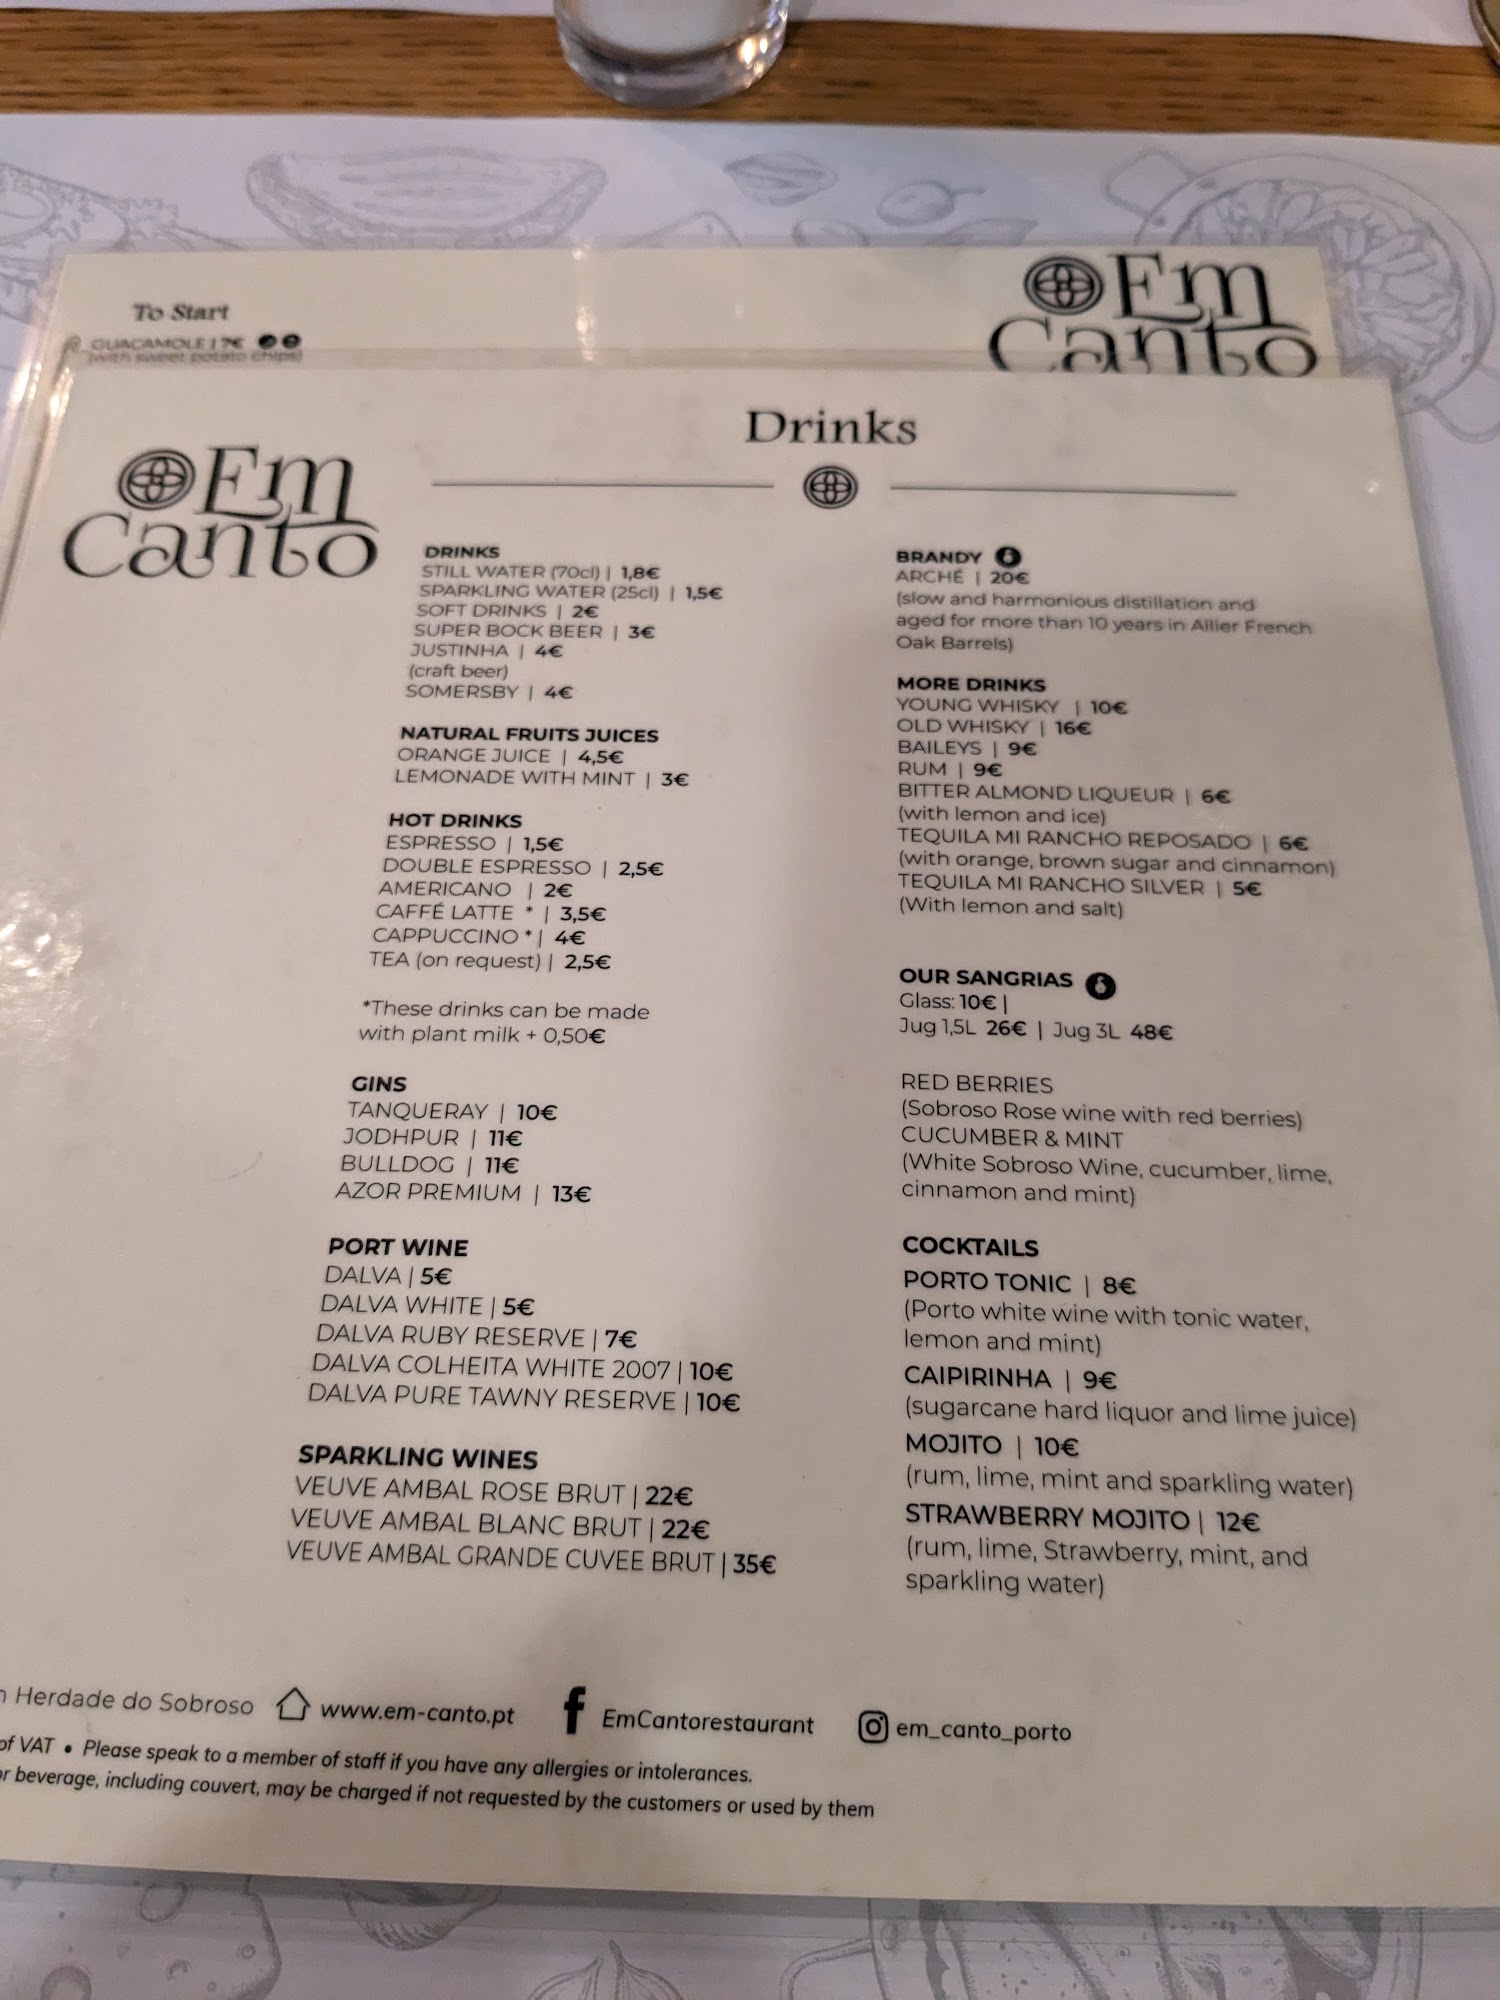 To Start
GUACAMOLE | 7€
(with sweet potato chips)
Em
Canto
Drinks
Em
Canto
DRINKS
STILL WATER (70cl) | 1,8€
SPARKLING WATER (25cl) | 1,5€
SOFT DRINKS | 2€
SUPER BOCK BEER | 3€
JUSTINHA | 4€
(craft beer)
SOMERSBY | 4€
NATURAL FRUITS JUICES
ORANGE JUICE | 4,5€
LEMONADE WITH MINT | 3€
HOT DRINKS
ESPRESSO | 1,5€
DOUBLE ESPRESSO | 2,5€
AMERICANO | 2€
CAFFÉ LATTE * | 3,5€
CAPPUCCINO * | 4€
TEA (on request) | 2,5€
*These drinks can be made
with plant milk + 0,50€
GINS
TANQUERAY | 10€
JODHPUR | 11€
BULLDOG | 11€
AZOR PREMIUM | 13€
PORT WINE
DALVA | 5€
DALVA WHITE | 5€
DALVA RUBY RESERVE | 7€
DALVA COLHEITA WHITE 2007 | 10€
DALVA PURE TAWNY RESERVE | 10€
SPARKLING WINES
VEUVE AMBAL ROSE BRUT | 22€
VEUVE AMBAL BLANC BRUT | 22€
VEUVE AMBAL GRANDE CUVEE BRUT | 35€
BRANDY
ARCHÉ | 20€
(slow and harmonious distillation and
aged for more than 10 years in Allier French
Oak Barrels)
MORE DRINKS
YOUNG WHISKY | 10€
OLD WHISKY | 16€
BAILEYS | 9€
RUM | 9€
BITTER ALMOND LIQUEUR | 6€
(with lemon and ice)
TEQUILA MI RANCHO REPOSADO | 6€
(with orange, brown sugar and cinnamon)
TEQUILA MI RANCHO SILVER | 5€
(With lemon and salt)
OUR SANGRIAS
Glass: 10€ |
Jug 1,5L 26€ | Jug 3L 48€
RED BERRIES
(Sobroso Rose wine with red berries)
CUCUMBER & MINT
(White Sobroso Wine, cucumber, lime,
cinnamon and mint)
COCKTAILS
PORTO TONIC | 8€
(Porto white wine with tonic water,
lemon and mint)
CAIPIRINHA | 9€
(sugarcane hard liquor and lime juice)
MOJITO | 10€
(rum, lime, mint and sparkling water)
STRAWBERRY MOJITO | 12€
(rum, lime, Strawberry, mint, and
sparkling water)
Herdade do Sobroso www.em-canto.pt EmCantorestaurant em_canto_porto
of VAT • Please speak to a member of staff if you have any allergies or intolerances.
or beverage, including couvert, may be charged if not requested by the customers or used by them